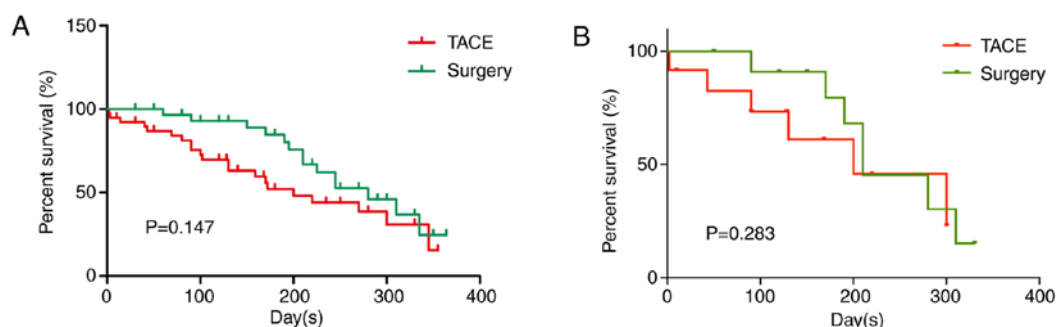 A
150
100
50
0
Percent survival (%)
TACE
Surgery
P=0.147
0 100 200 300 400
Day(s)
B
100
50
0
Percent survival (%)
TACE
Surgery
P=0.283
0 100 200 300 400
Day(s)